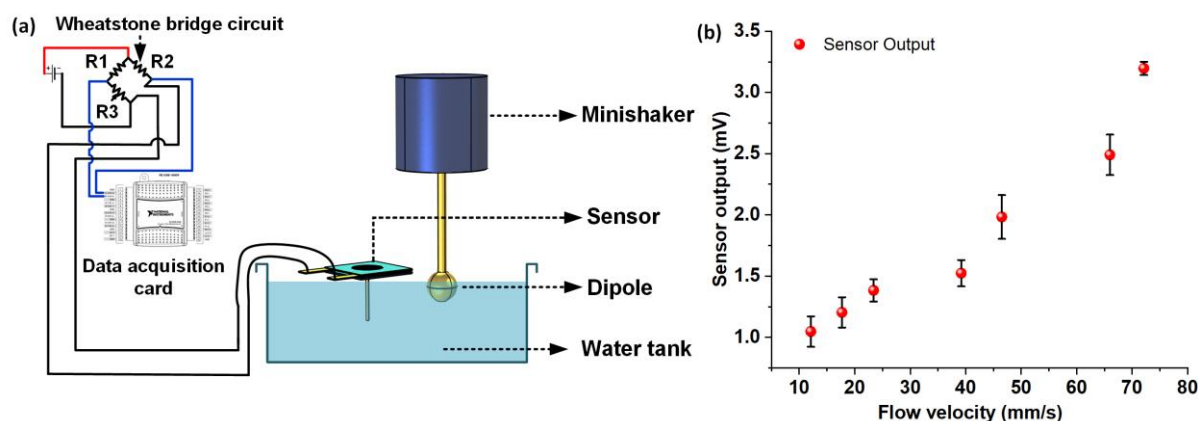 (a)
Wheatstone bridge circuit
R1
R2
R3
+
-
NATIONAL
INSTRUMENTS
Data acquisition
card
Minishaker
Sensor
Dipole
Water tank
(b)
Sensor Output
Sensor output (mV)
3.5
3.0
2.5
2.0
1.5
1.0
10 20 30 40 50 60 70 80
Flow velocity (mm/s)